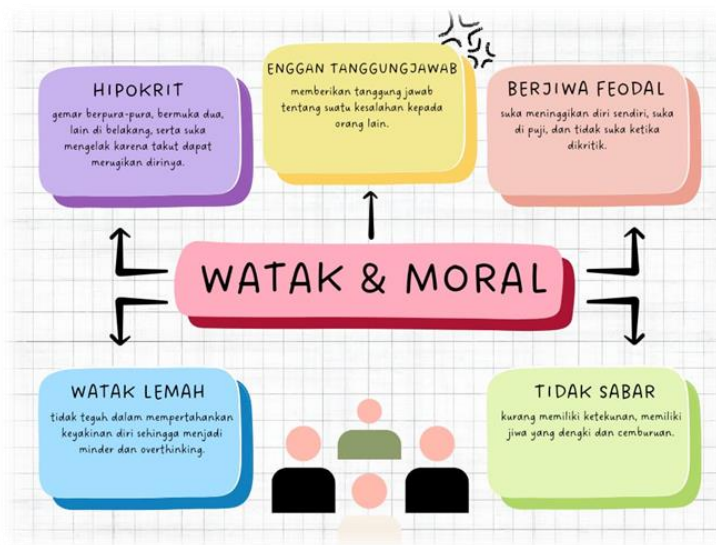 HIPOKRIT
gemar berpura-pura, bermuka dua,
lain di belakang, serta suka
mengelak karena takut dapat
merugikan dirinya.
ENGGAN TANGGUNGJAWAB
memberikan tanggung jawab
tentang suatu kesalahan kepada
orang lain.
BERJIWA FEODAL
suka meninggikan diri sendiri, suka
di puji, dan tidak suka ketika
dikritik.
WATAK & MORAL
WATAK LEMAH
tidak teguh dalam mempertahankan
keyakinan diri sehingga menjadi
minder dan overthinking.
TIDAK SABAR
kurang memiliki ketekunan, memiliki
jiwa yang dengki dan cemburuan.